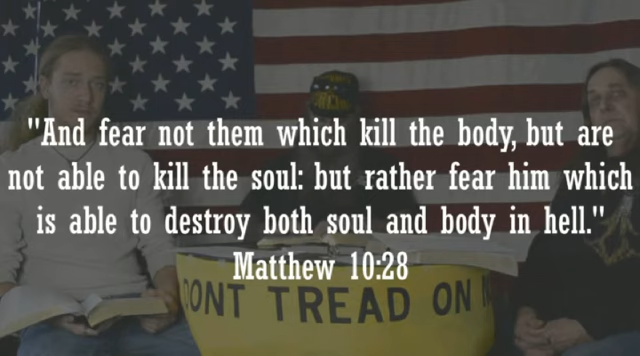 "And fear not them which kill the body, but are
not able to kill the soul: but rather fear him which
is able to destroy both soul and body in hell."
Matthew 10:28
DONT TREAD ON